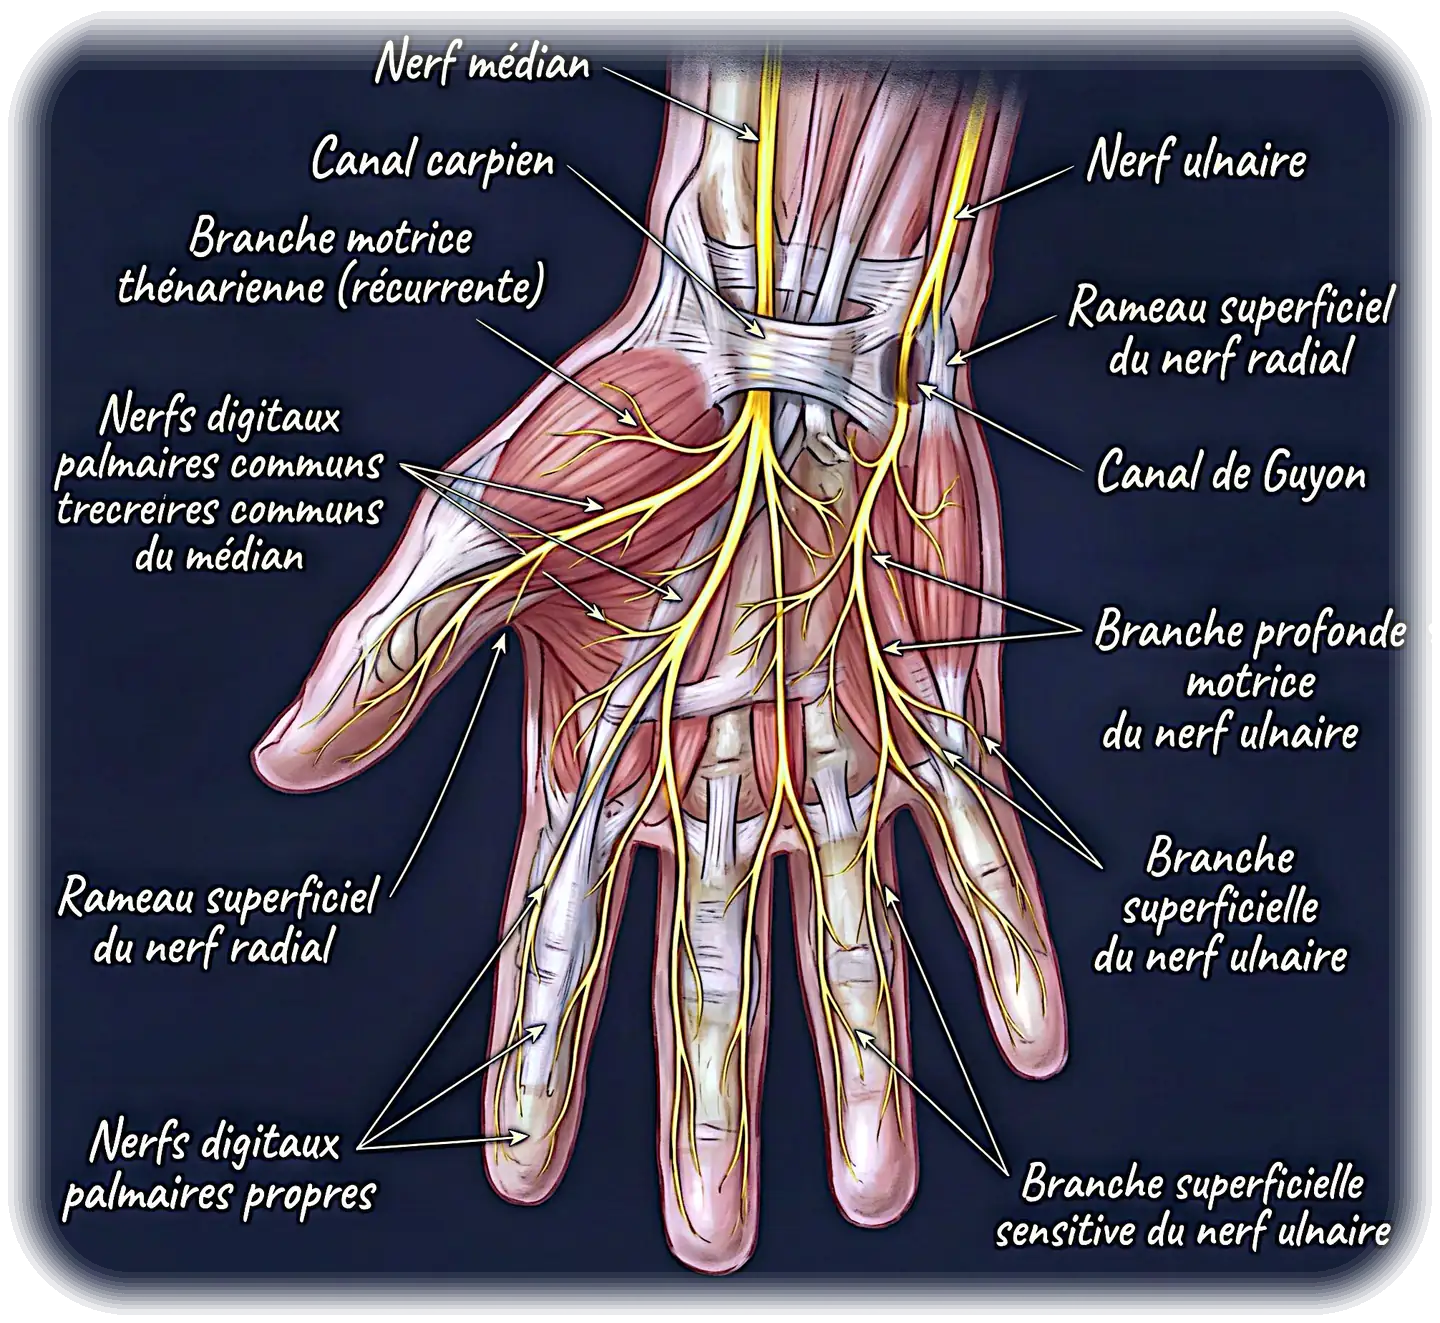 Nerf médian
Canal carpien
Branche motrice
thénarienne (récurrente)
Nerfs digitaux
palmaires communs
trecreires communs
du médian
Rameau superficiel
du nerf radial
Nerfs digitaux
palmaires propres
Nerf ulnaire
Rameau superficiel
du nerf radial
Canal de Guyon
Branche profonde
motrice
du nerf ulnaire
Branche
superficielle
du nerf ulnaire
Branche superficielle
sensitive du nerf ulnaire